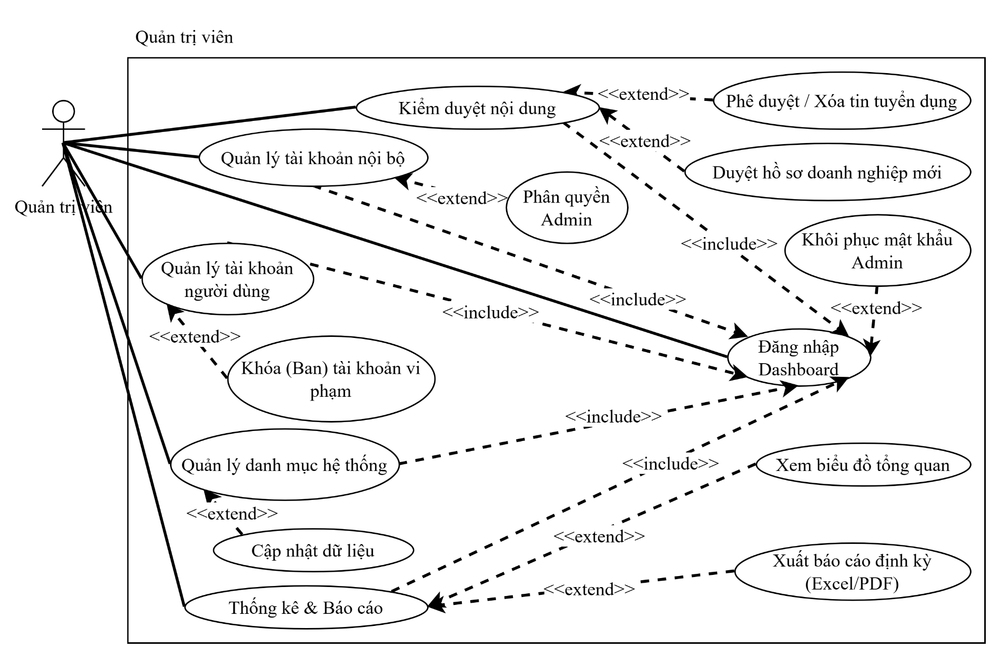 Quản trị viên
<<extend>>
Phê duyệt / Xóa tin tuyển dụng
Kiểm duyệt nội dung
<<extend>>
Quản lý tài khoản nội bộ
Duyệt hồ sơ doanh nghiệp mới
<<extend>>
Phân quyền
Admin
Quản trị viên
<<include>>
Khôi phục mật khẩu
Admin
Quản lý tài khoản
người dùng
<<include>>
<<include>>
<<extend>>
<<extend>>
Đăng nhập
Dashboard
Khóa (Ban) tài khoản vi
phạm
<<include>>
Quản lý danh mục hệ thống
<<include>>
Xem biểu đồ tổng quan
<<extend>>
<<extend>>
Cập nhật dữ liệu
Xuất báo cáo định kỳ
(Excel/PDF)
<<extend>>
Thống kê & Báo cáo